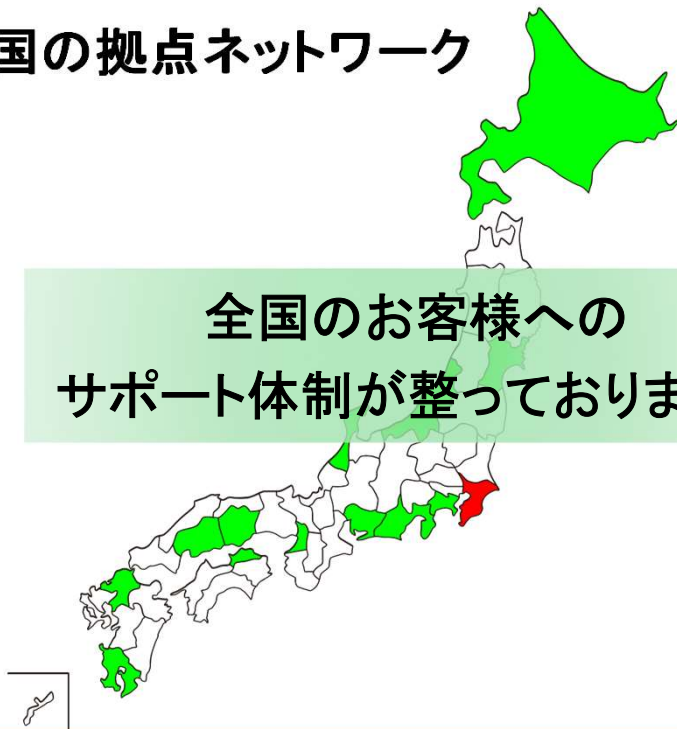 国の拠点ネットワーク
全国のお客様への
サポート体制が整っておりま